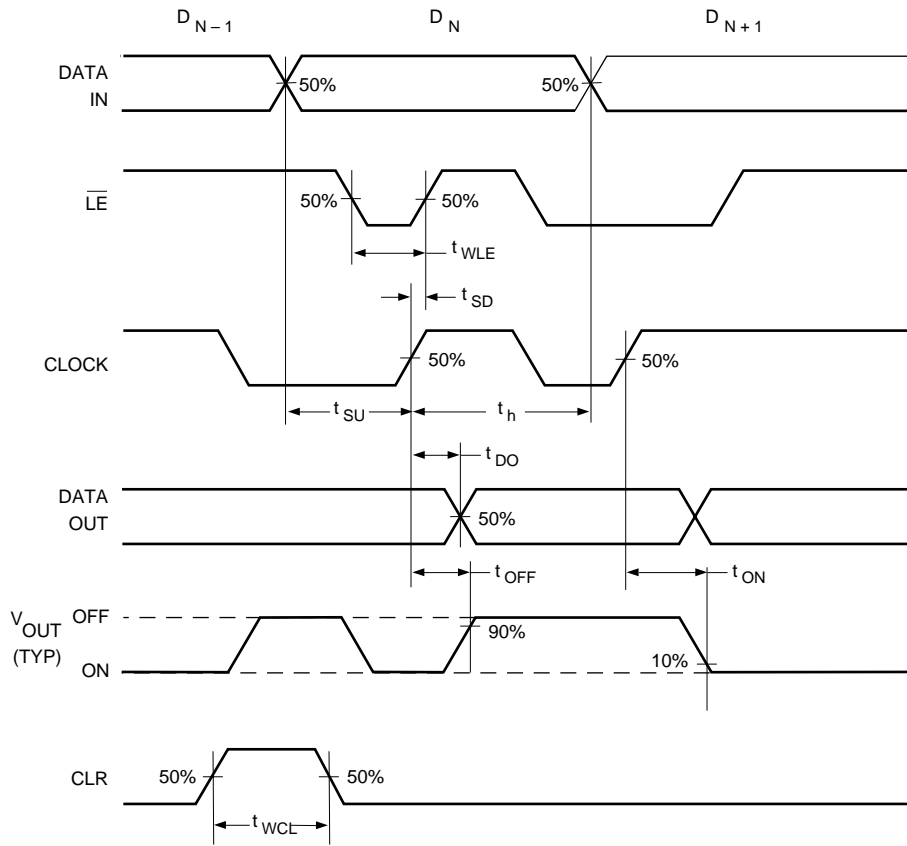 D N – 1 D N D N + 1
DATA IN 50% 50%
LE 50% 50%
t WLE
t SD
CLOCK 50% 50%
t SU t h
t DO
DATA OUT 50%
t OFF t ON
V OUT (TYP) OFF 90%
ON 10%
CLR 50% 50%
t WCL